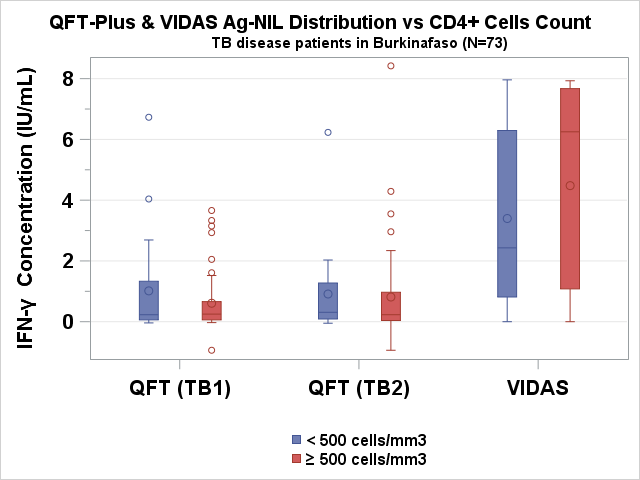 QFT-Plus & VIDAS Ag-NIL Distribution vs CD4+ Cells Count
TB disease patients in Burkinafaso (N=73)
IFN-γ Concentration (IU/mL)
8
6
4
2
0
QFT (TB1)
QFT (TB2)
VIDAS
< 500 cells/mm3
≥ 500 cells/mm3